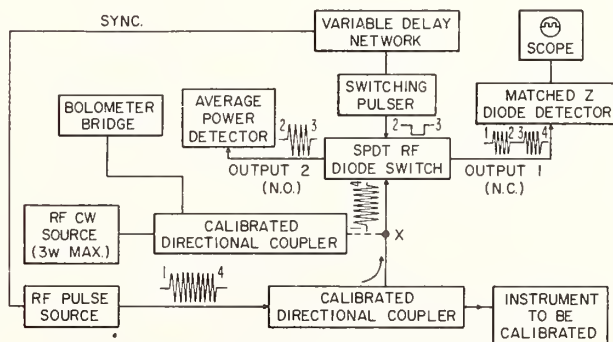 SYNC.
VARIABLE DELAY
NETWORK
SCOPE
BOLOMETER
BRIDGE
AVERAGE
POWER
DETECTOR
2 3
SWITCHING
PULSER
2 3
MATCHED Z
DIODE DETECTOR
SPDT RF
DIODE SWITCH
1 2 3 4
OUTPUT 2
(N.O.)
OUTPUT 1
(N.C.)
RF CW
SOURCE
(3W MAX.)
CALIBRATED
DIRECTIONAL COUPLER
1 4
X
RF PULSE
SOURCE
1 4
CALIBRATED
DIRECTIONAL COUPLER
INSTRUMENT
TO BE
CALIBRATED